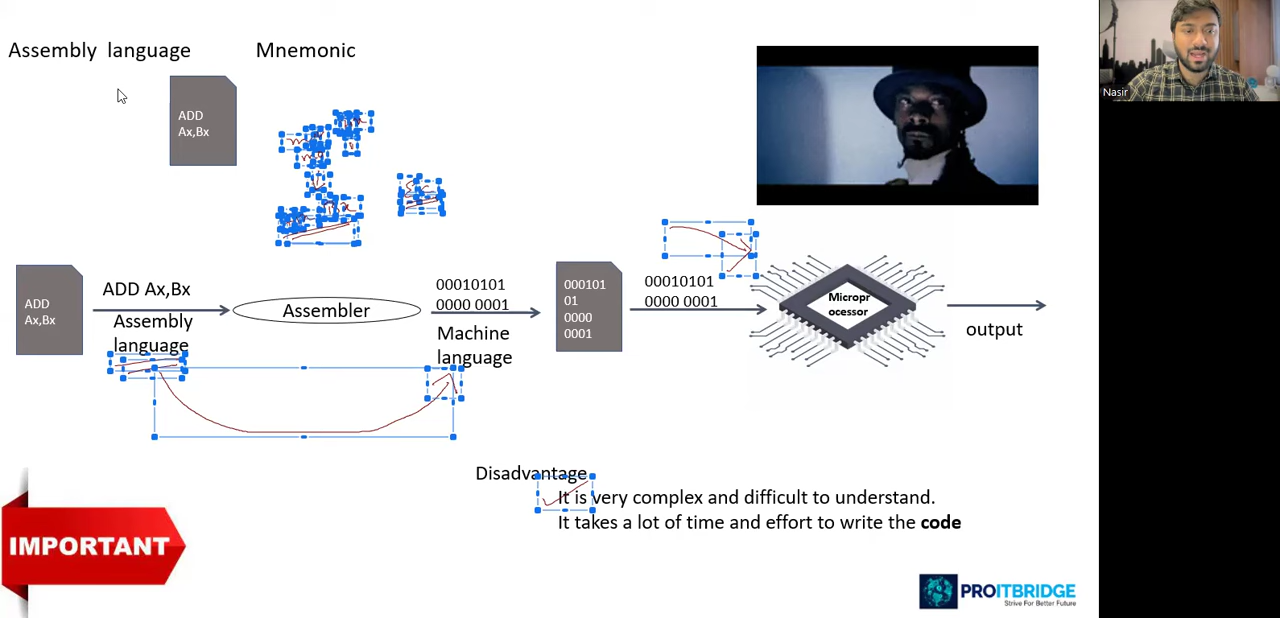 Assembly language
Mnemonic
ADD
Ax,Bx
Nasir
ADD
Ax,Bx
ADD Ax,Bx
Assembly
language
Assembler
00010101
0000 0001
Machine
language
000101
01
0000
0001
00010101
0000 0001
Micropr
ocessor
output
Disadvantage
It is very complex and difficult to understand.
It takes a lot of time and effort to write the code
IMPORTANT
PROITBRIDGE
Strive For Better Future